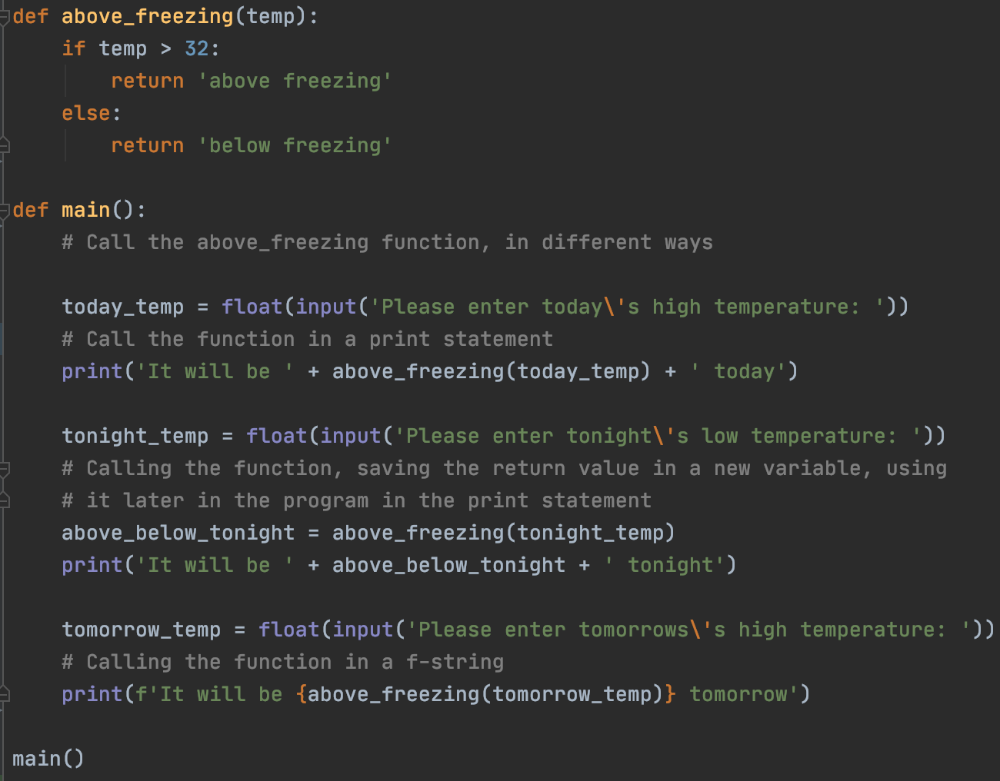 def above_freezing(temp):
    if temp > 32:
        return 'above freezing'
    else:
        return 'below freezing'

def main():
    # Call the above_freezing function, in different ways

    today_temp = float(input('Please enter today\'s high temperature: '))
    # Call the function in a print statement
    print('It will be ' + above_freezing(today_temp) + ' today')

    tonight_temp = float(input('Please enter tonight\'s low temperature: '))
    # Calling the function, saving the return value in a new variable, using
    # it later in the program in the print statement
    above_below_tonight = above_freezing(tonight_temp)
    print('It will be ' + above_below_tonight + ' tonight')

    tomorrow_temp = float(input('Please enter tomorrows\'s high temperature: '))
    # Calling the function in a f-string
    print(f'It will be {above_freezing(tomorrow_temp)} tomorrow')

main()